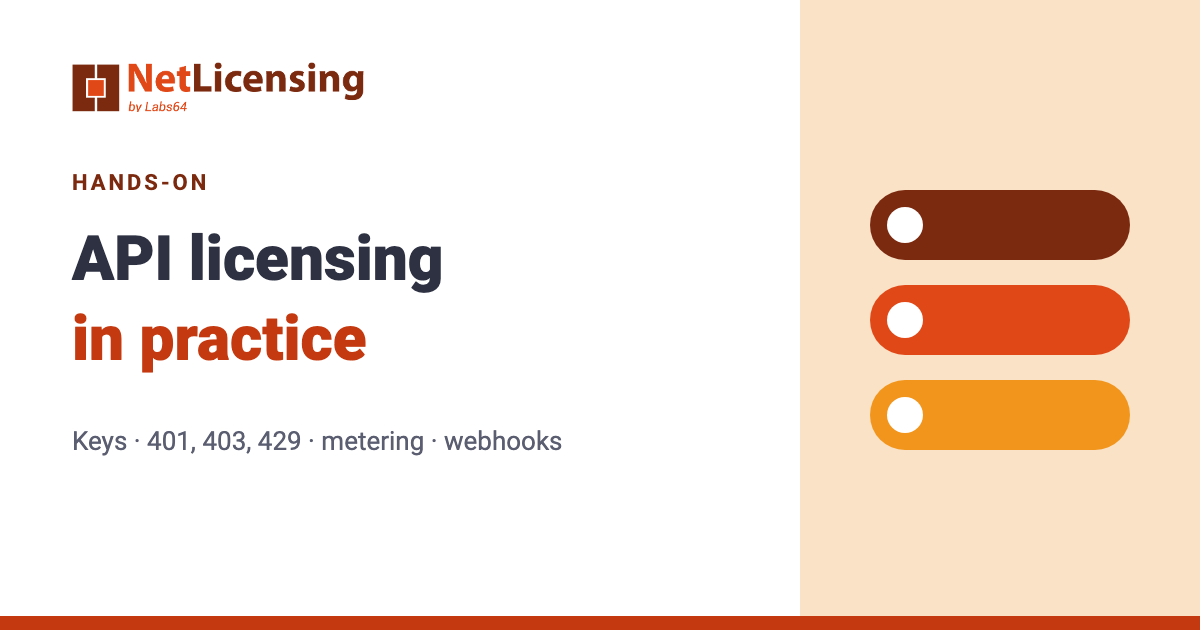 NetLicensing
by Labs64
HANDS-ON
API licensing
in practice
Keys · 401, 403, 429 · metering · webhooks